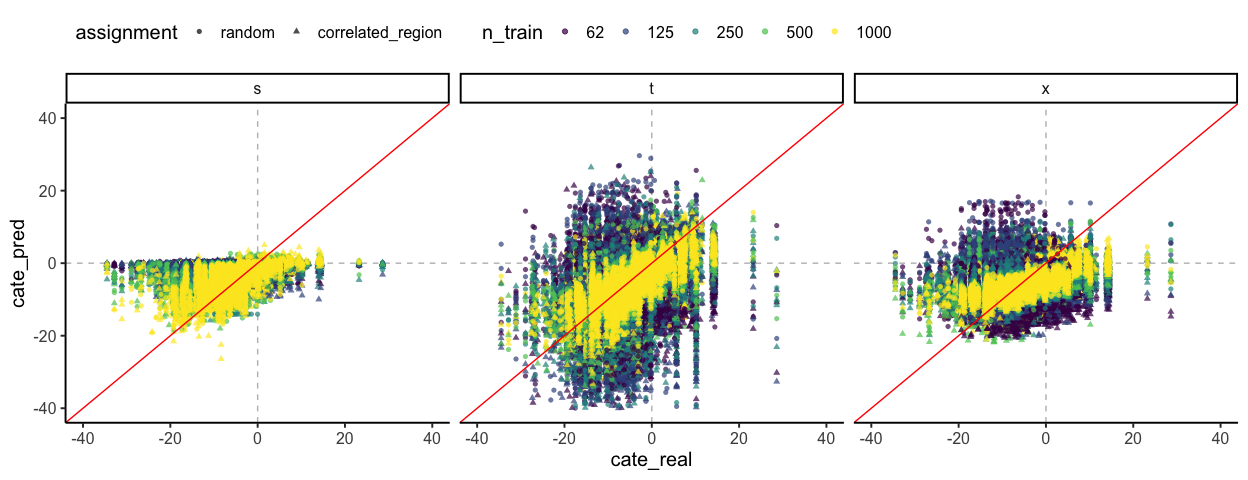 assignment random correlated_region n_train 62 125 250 500 1000
s t x
40
20
0
-20
-40
-40 -20 0 20 40 -40 -20 0 20 40 -40 -20 0 20 40
cate_pred
cate_real